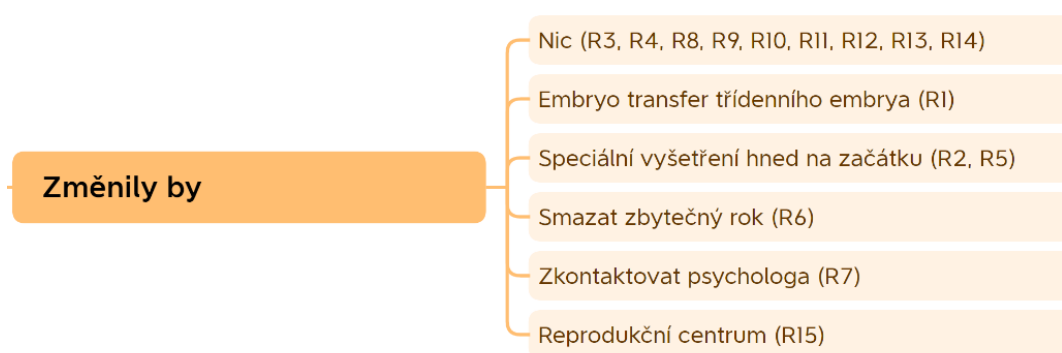 Změnily by
Nic (R3, R4, R8, R9, R10, R11, R12, R13, R14)
Embryo transfer třídenního embrya (R1)
Speciální vyšetření hned na začátku (R2, R5)
Smazat zbytečný rok (R6)
Zkontaktovat psychologa (R7)
Reprodukční centrum (R15)